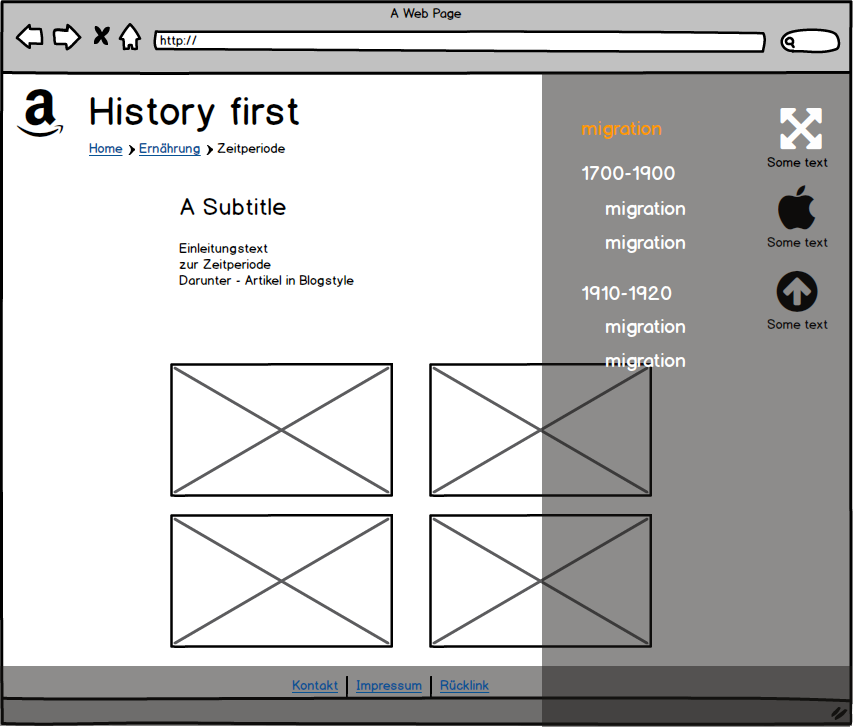 A Web Page
http://
a
History first
Home Ernährung Zeitperiode
A Subtitle
Einleitungstext
zur Zeitperiode
Darunter - Artikel in Blogstyle
migration
1700-1900
migration
migration
1910-1920
migration
migration
Some text
Some text
Some text
Kontakt Impressum Rücklink